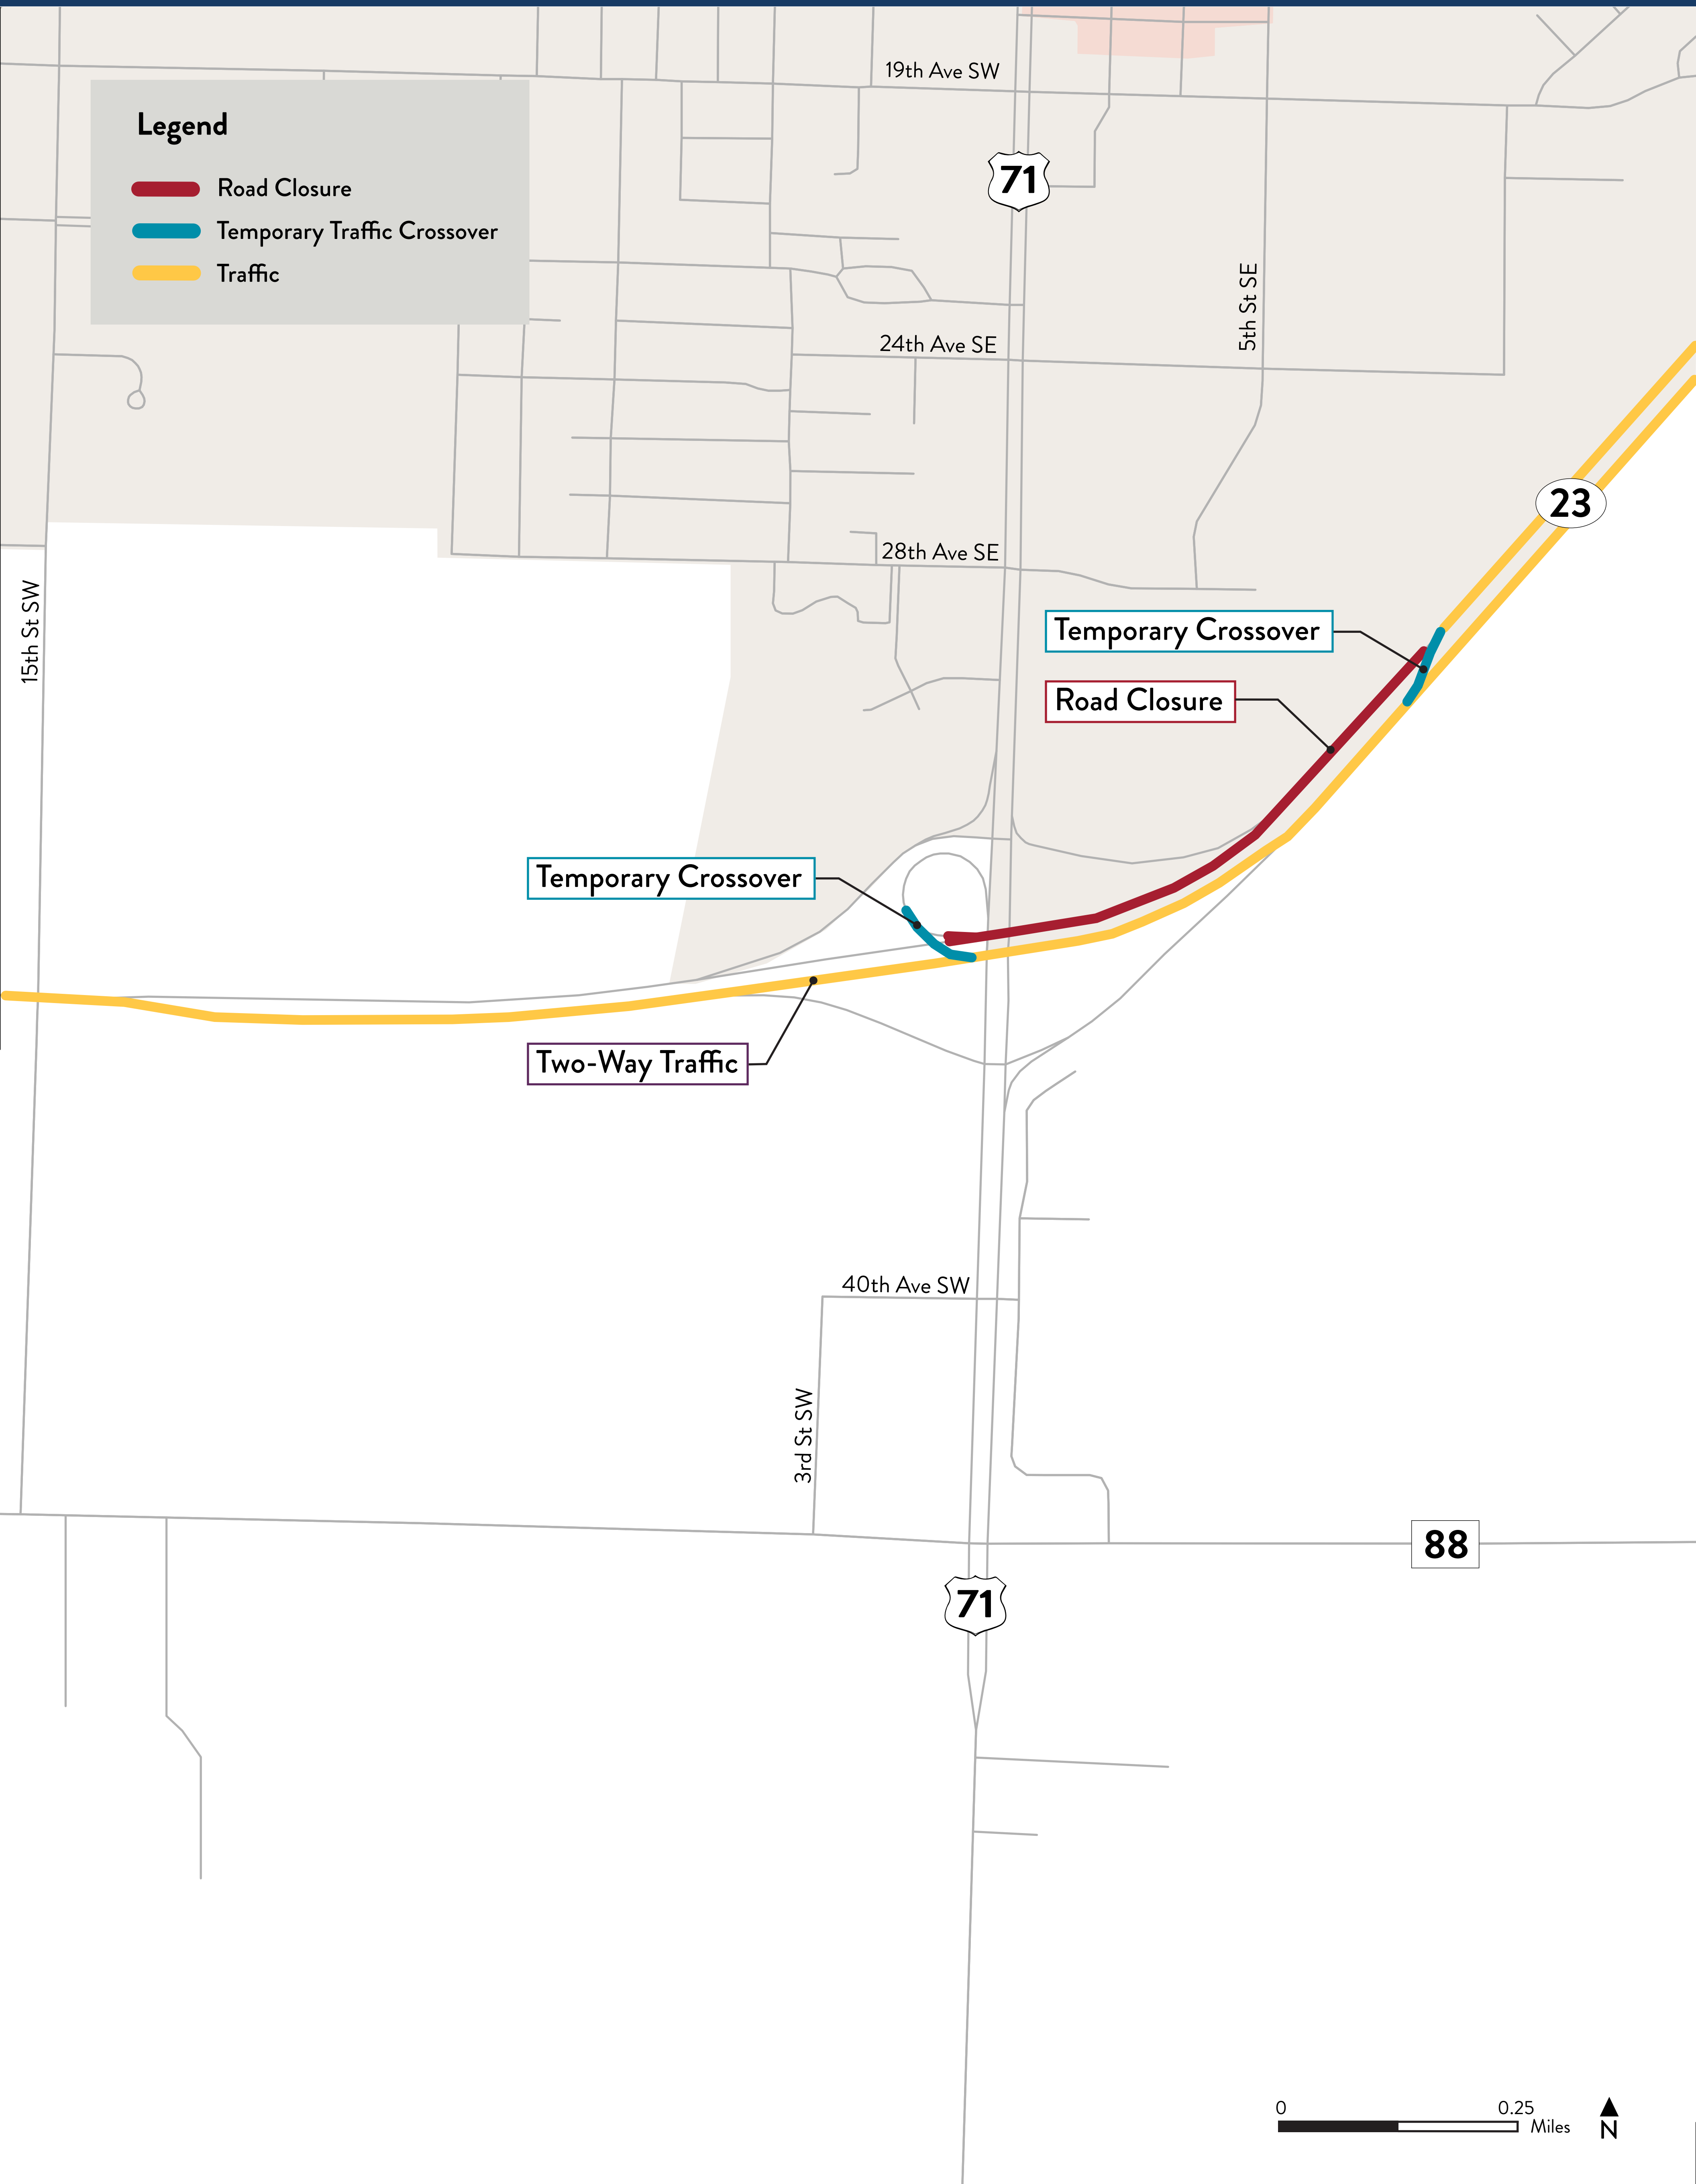 19th Ave SW
Legend
Road Closure
Temporary Traffic Crossover
Traffic
71
5th St SE
24th Ave SE
23
28th Ave SE
15th St SW
Temporary Crossover
Road Closure
Temporary Crossover
Two-Way Traffic
40th Ave SW
3rd St SW
88
71
0 0.25
Miles
N